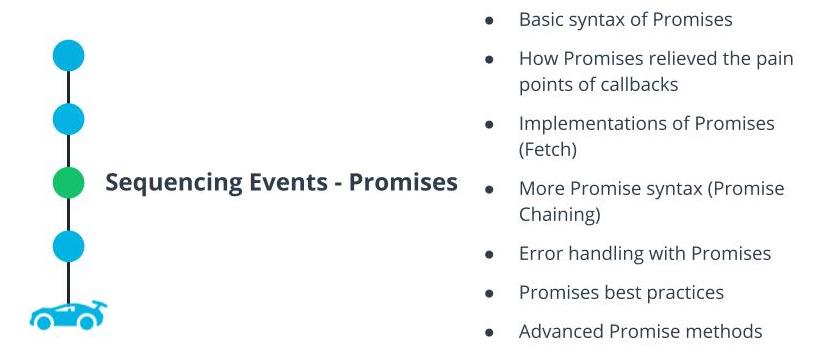 Sequencing Events - Promises
● Basic syntax of Promises
● How Promises relieved the pain
points of callbacks
● Implementations of Promises
(Fetch)
● More Promise syntax (Promise
Chaining)
● Error handling with Promises
● Promises best practices
● Advanced Promise methods